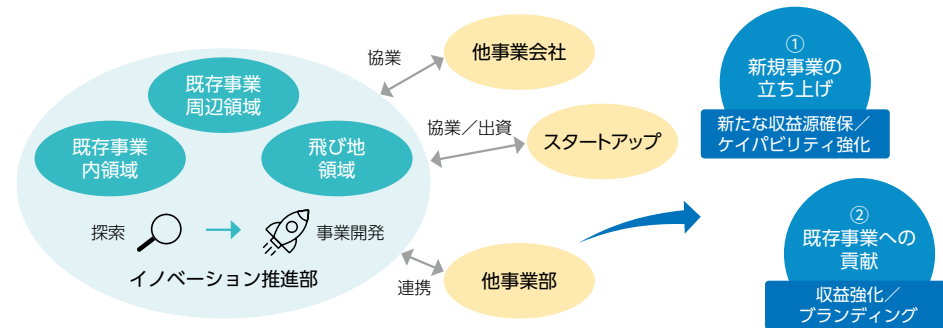 既存事業
周辺領域
既存事業
内領域
飛び地
領域
探索
事業開発
イノベーション推進部
協業
他事業会社
協業／出資
スタートアップ
連携
他事業部
①
新規事業の
立ち上げ
新たな収益源確保／
ケイパビリティ強化
②
既存事業への
貢献
収益強化／
ブランディング